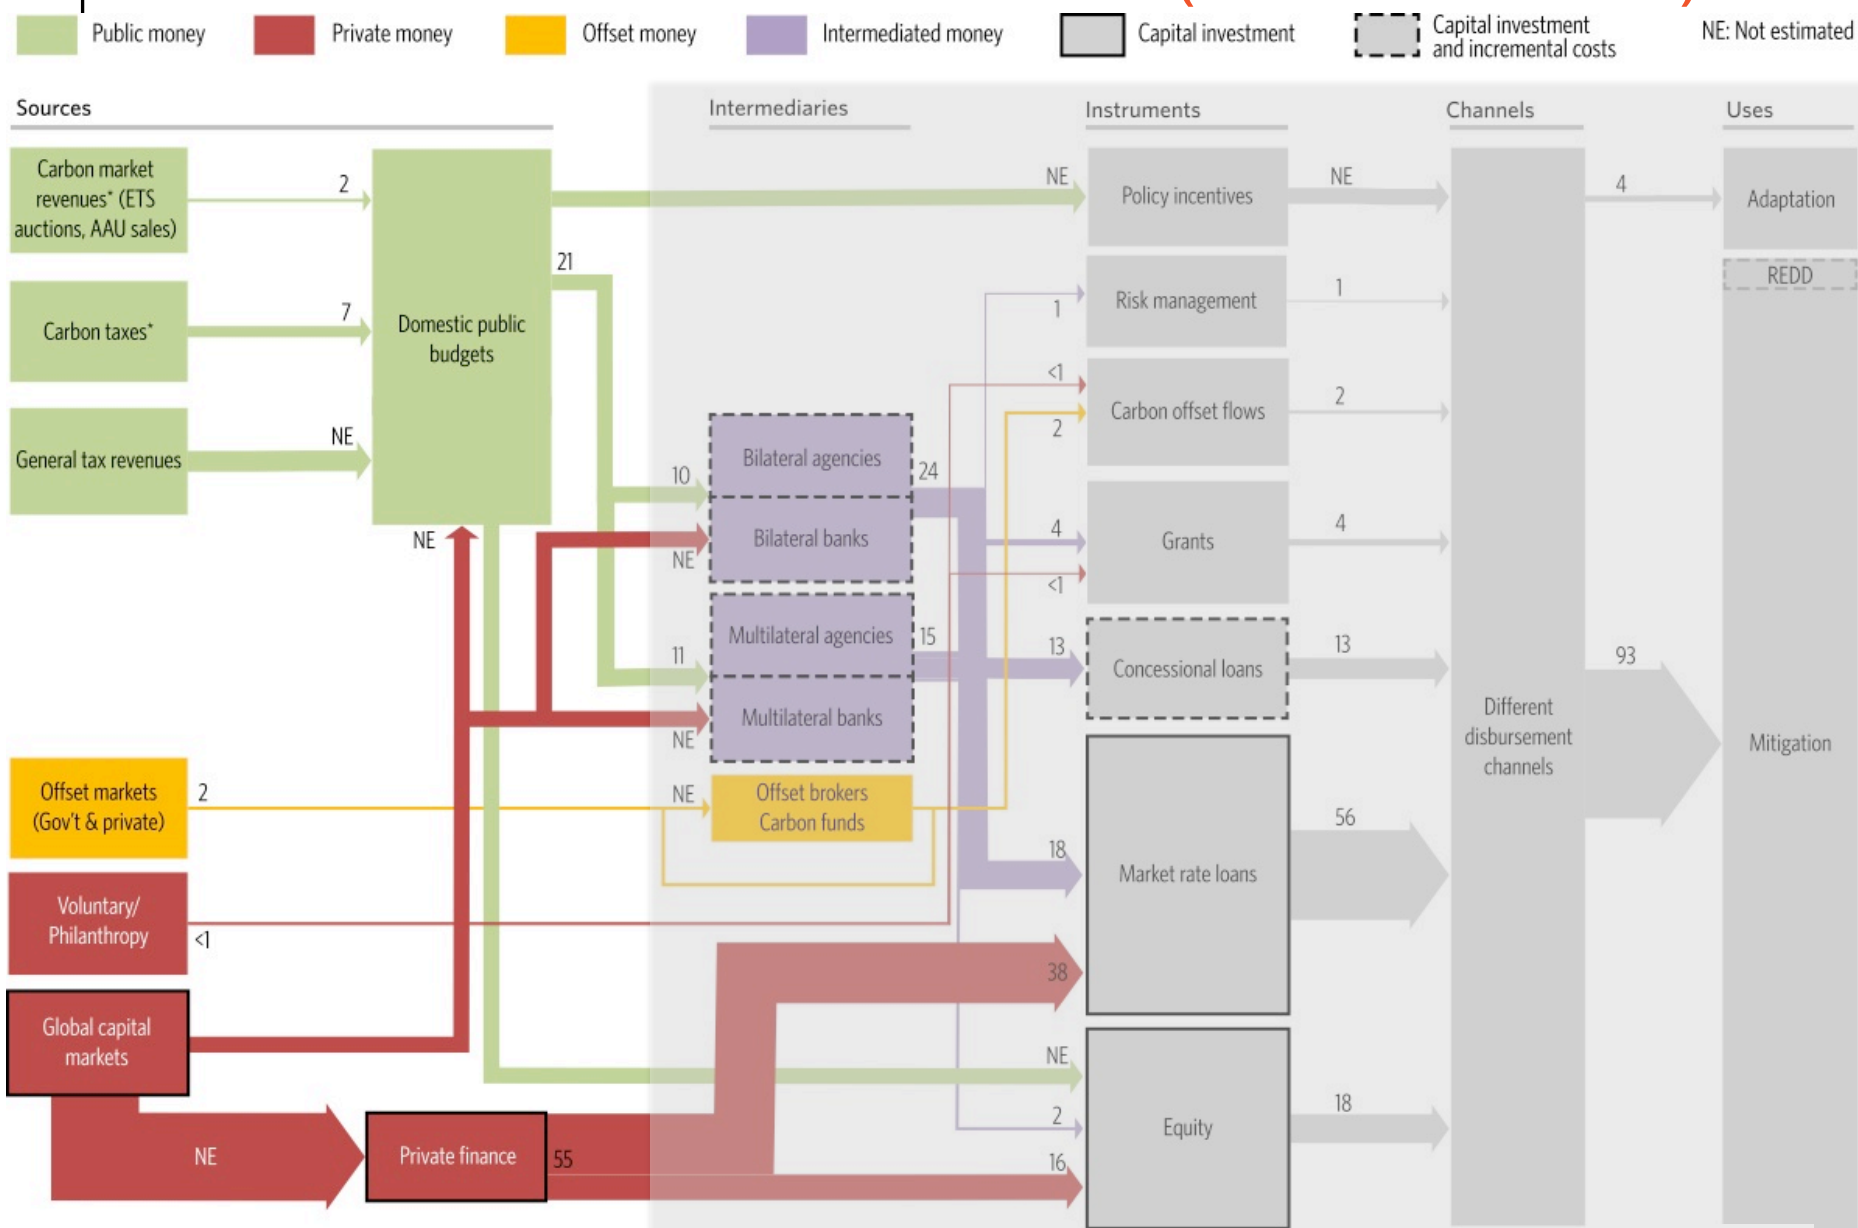 Public money
Private money
Offset money
Intermediated money
Capital investment
Capital investment
and incremental costs
NE: Not estimated
Sources
Intermediaries
Instruments
Channels
Uses
Carbon market
revenues* (ETS
auctions, AAU sales)
2
Carbon taxes*
7
General tax revenues
NE
Domestic public
budgets
21
NE
NE
Offset markets
(Gov't & private)
2
Voluntary/
Philanthropy
<1
Global capital
markets
NE
Private finance
55
10
Bilateral agencies
24
Bilateral banks
NE
11
Multilateral agencies
15
Multilateral banks
NE
NE
Offset brokers
Carbon funds
Policy incentives
NE
1
Risk management
1
<1
2
Carbon offset flows
2
4
<1
Grants
4
13
Concessional loans
13
18
38
Market rate loans
56
NE
2
16
Equity
18
Different
disbursement
channels
4
93
Adaptation
REDD
Mitigation